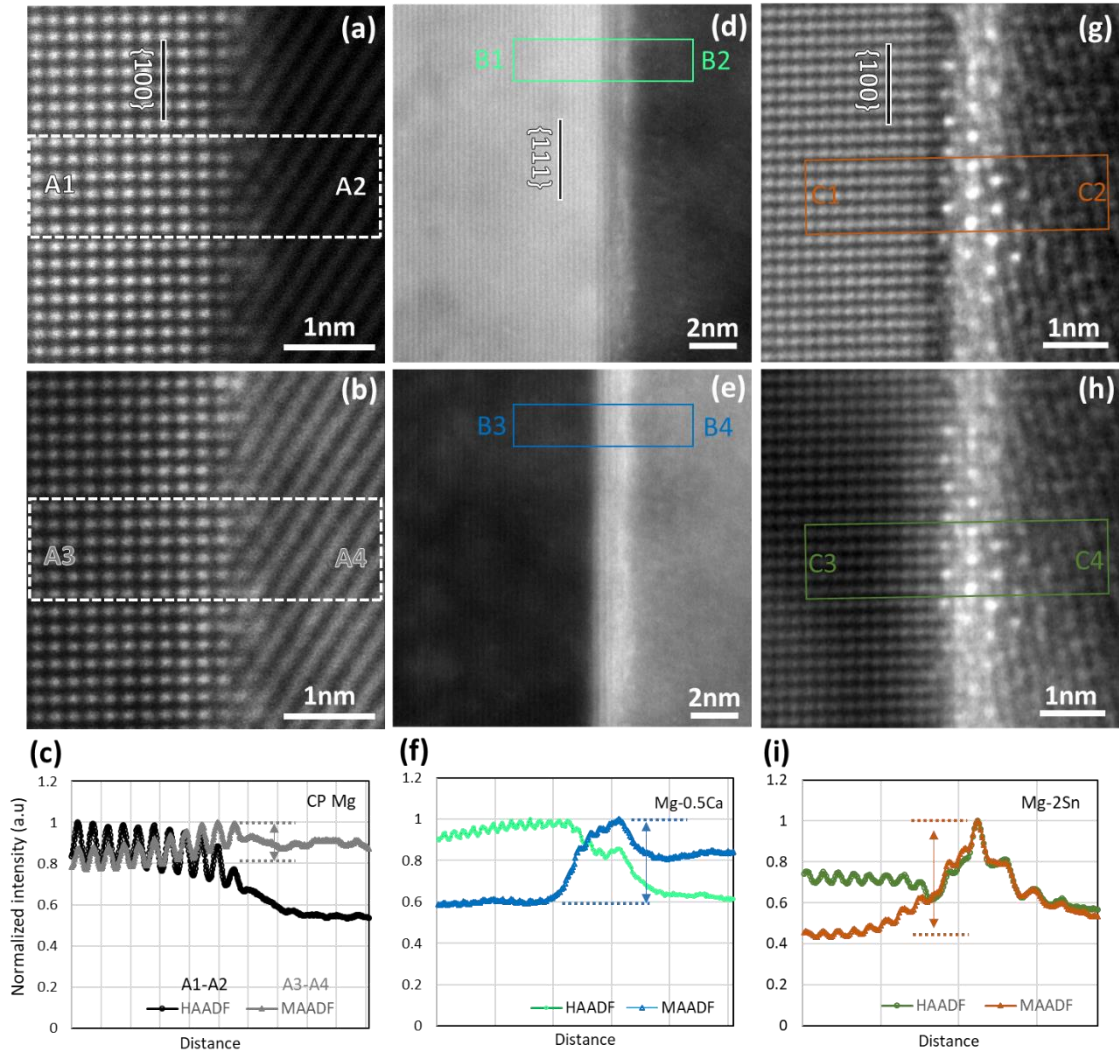 (a)
{100}
A1
A2
1nm
(b)
A3
A4
1nm
(c)
1.2
1
0.8
0.6
0.4
0.2
0
Normalized intensity (a.u)
CP Mg
A1-A2
A3-A4
HAADF
MAADF
Distance
(d)
B1
B2
{111}
2nm
(e)
B3
B4
2nm
(f)
1.2
1
0.8
0.6
0.4
0.2
0
Mg-0.5Ca
HAADF
MAADF
Distance
(g)
{100}
C1
C2
1nm
(h)
C3
C4
1nm
(i)
1.2
1
0.8
0.6
0.4
0.2
0
Mg-2Sn
HAADF
MAADF
Distance